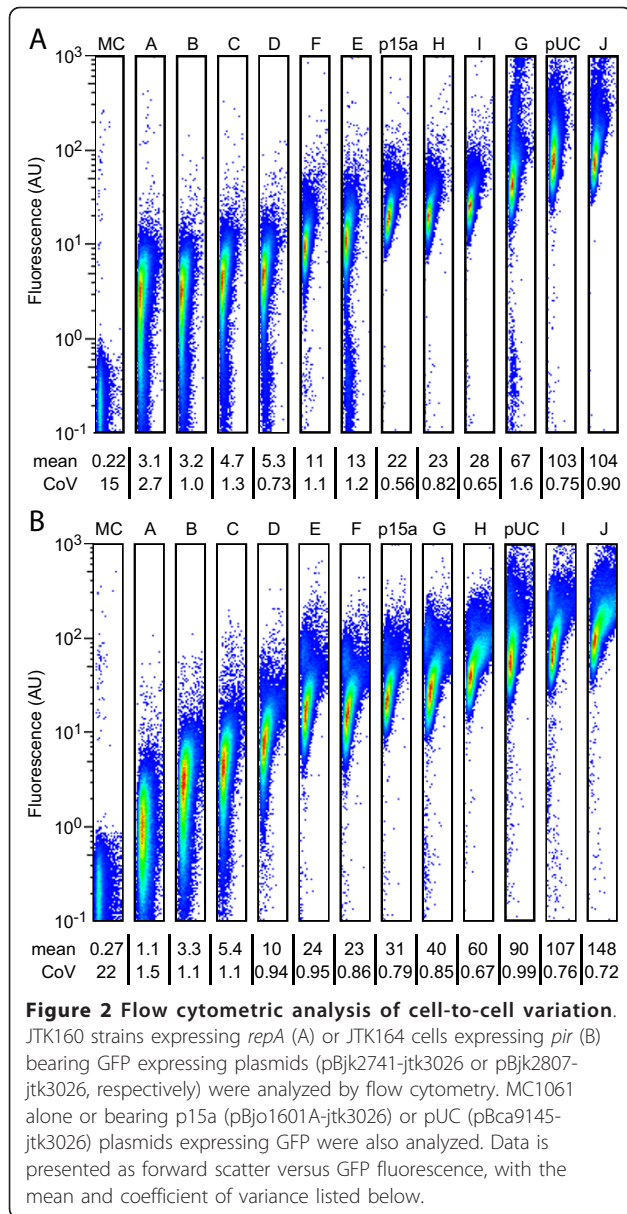 A
MC A B C D F E p15a H I G pUC J
Fluorescence (AU)
10³
10²
10¹
10⁰
10⁻¹
mean 0.22 3.1 3.2 4.7 5.3 11 13 22 23 28 67 103 104
CoV 15 2.7 1.0 1.3 0.73 1.1 1.2 0.56 0.82 0.65 1.6 0.75 0.90
B
MC A B C D E F p15a G H pUC I J
Fluorescence (AU)
10³
10²
10¹
10⁰
10⁻¹
mean 0.27 1.1 3.3 5.4 10 24 23 31 40 60 90 107 148
CoV 22 1.5 1.1 1.1 0.94 0.95 0.86 0.79 0.85 0.67 0.99 0.76 0.72
Figure 2 Flow cytometric analysis of cell-to-cell variation.
JTK160 strains expressing repA (A) or JTK164 cells expressing pir (B)
bearing GFP expressing plasmids (pBjk2741-jtk3026 or pBjk2807-
jtk3026, respectively) were analyzed by flow cytometry. MC1061
alone or bearing p15a (pBjo1601A-jtk3026) or pUC (pBca9145-
jtk3026) plasmids expressing GFP were also analyzed. Data is
presented as forward scatter versus GFP fluorescence, with the
mean and coefficient of variance listed below.